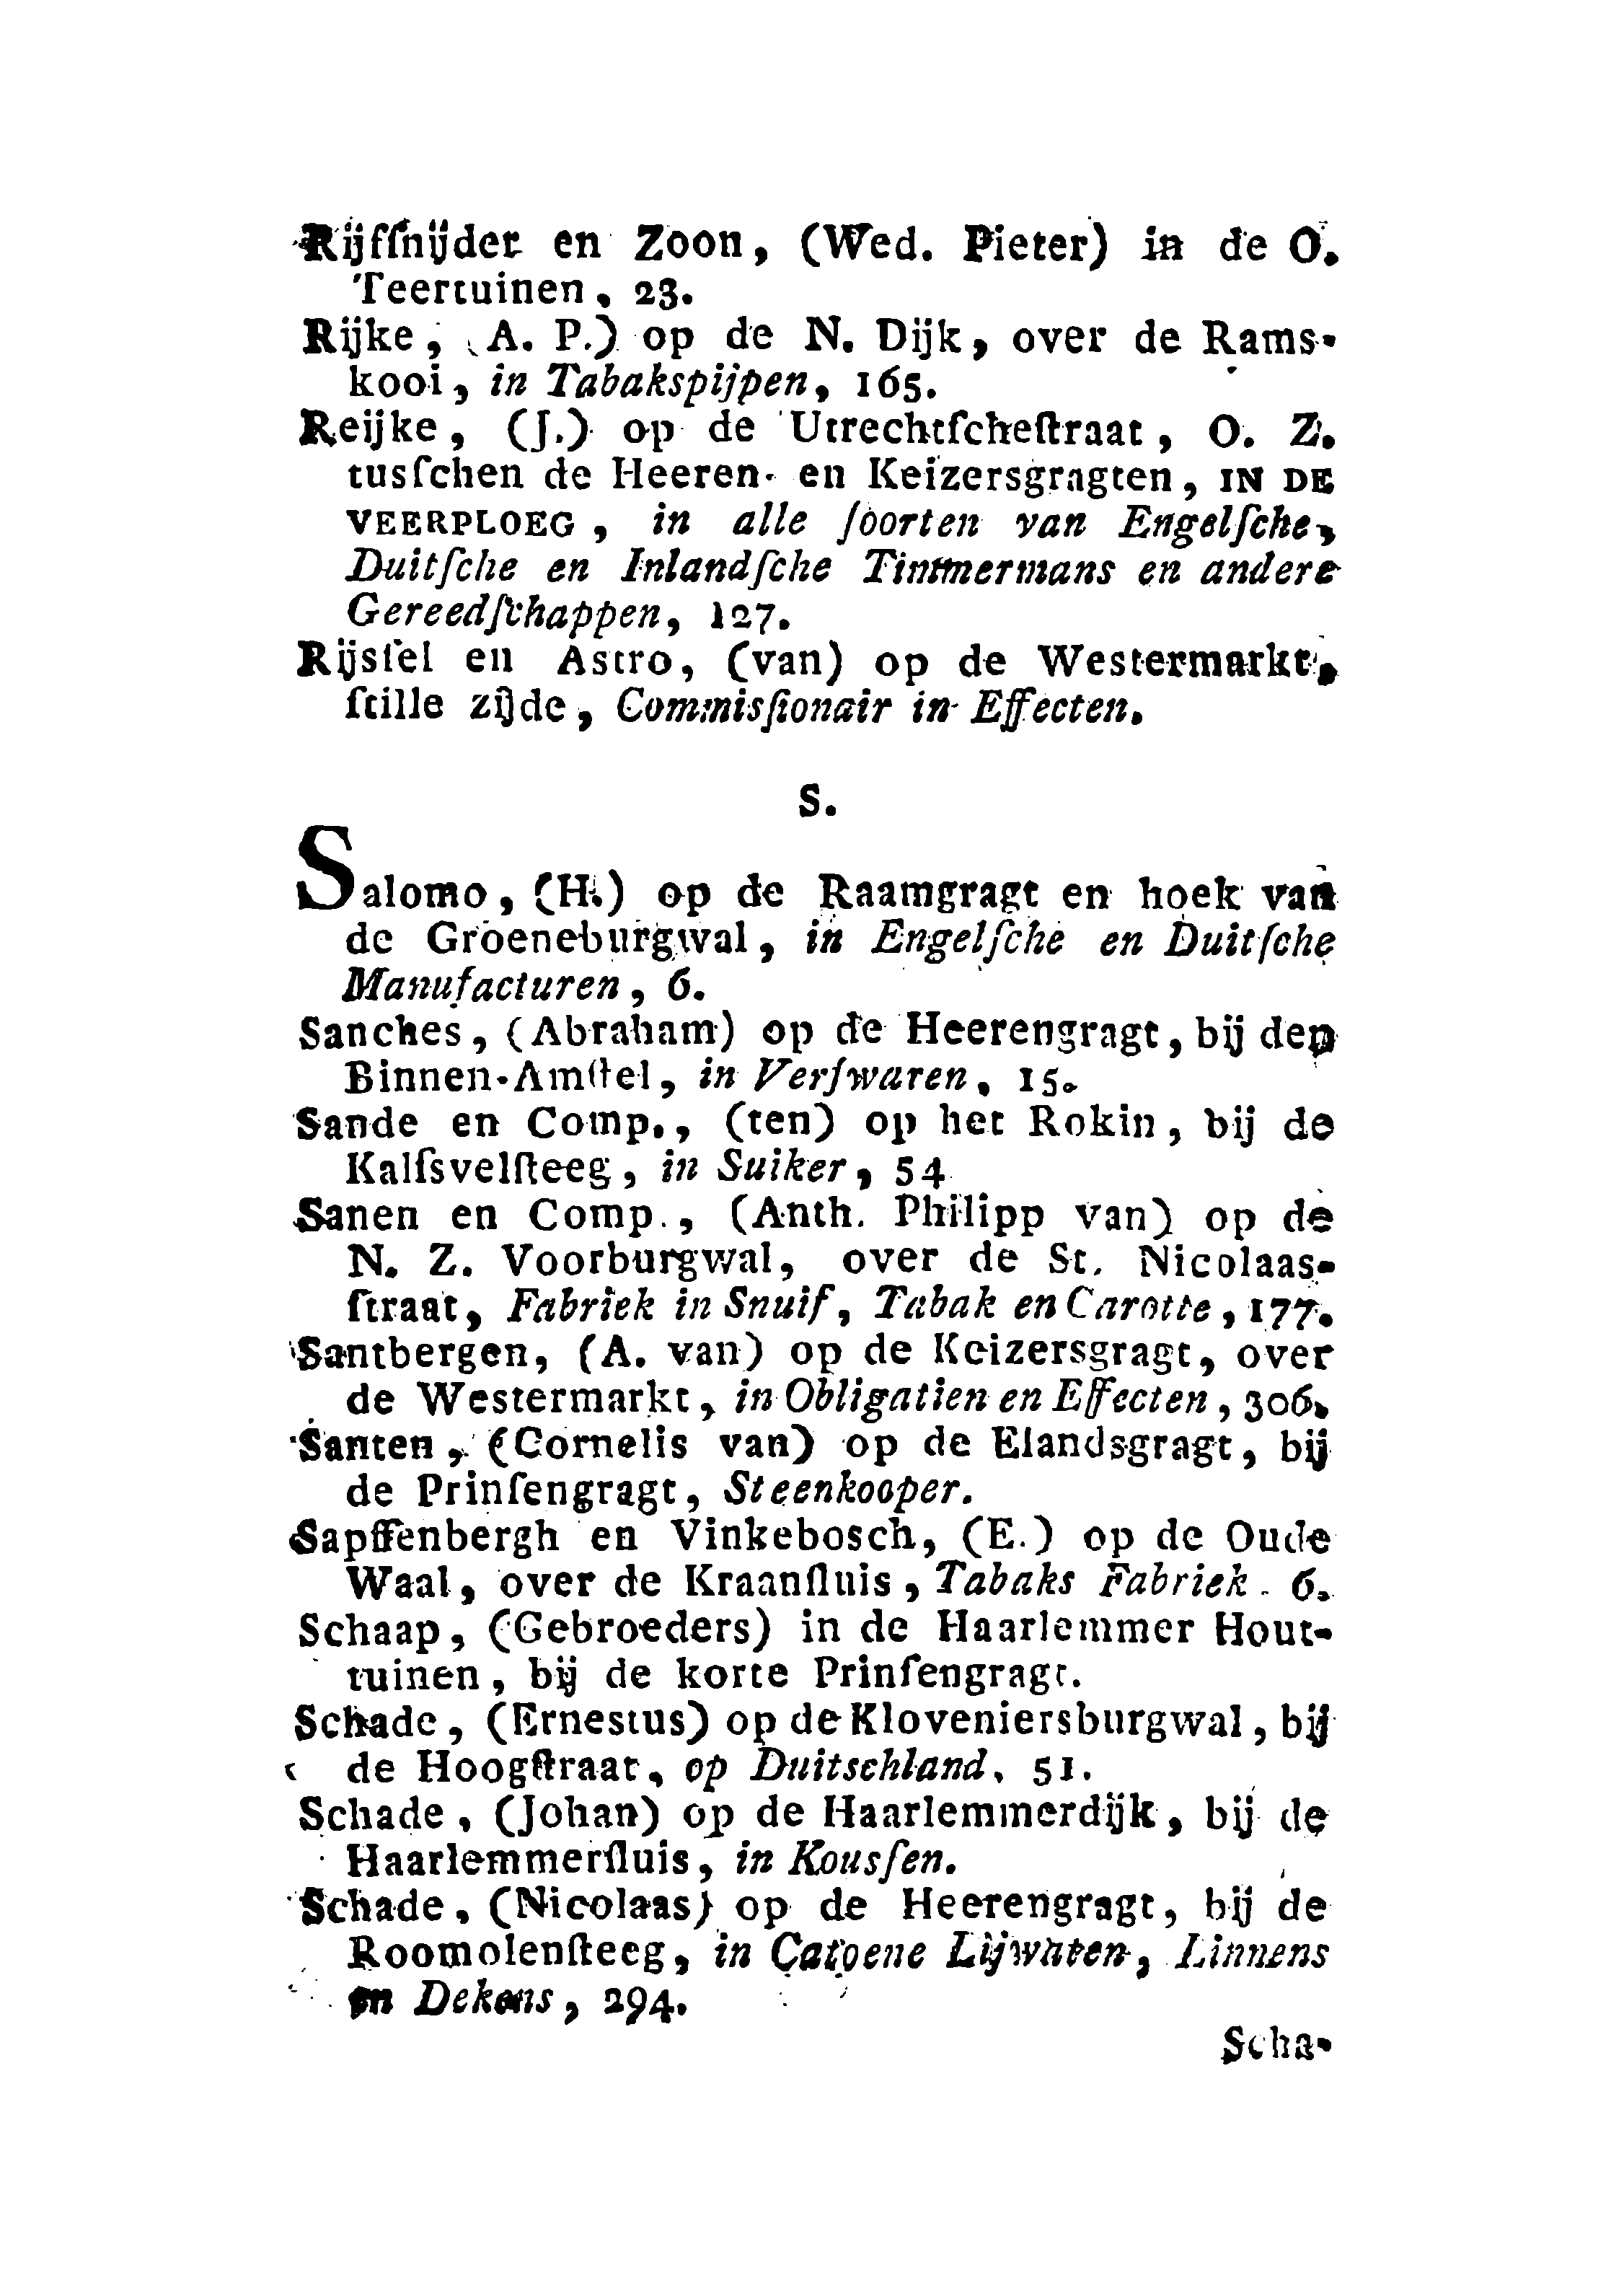 Rijſſnijder en Zoon, (Wed. Pieter) in de O.
Teertuinen, 23.
Rijke, (A. P.) op de N. Dijk, over de Rams-
kooi, in Tabakspijpen, 165.
Reijke, (J.) op de Utrechtſcheſtraat, O. Z.
tusſchen de Heeren- en Keizersgragten, IN DE
VEERPLOEG, in alle ſoorten van Engelſche,
Duitſche en Inlandſche Timmermans en andere
Gereedſchappen, 127.
Rijsſel en Astro, (van) op de Westermarkt,
ſtille zijde, Commisſionair in Effecten.
S.
Salomo, (H.) op de Raamgragt en hoek van
de Groeneburgwal, in Engelſche en Duitſche
Manufacturen, 6.
Sanches, (Abraham) op de Heerengragt, bij den
Binnen-Amſtel, in Verſwaren, 15.
Sande en Comp., (ten) op het Rokin, bij de
Kalfsvelſteeg, in Suiker, 54
Sanen en Comp., (Anth. Philipp van) op de
N. Z. Voorburgwal, over de St. Nicolaas-
ſtraat, Fabriek in Snuif, Tabak en Carotte, 177.
Santbergen, (A. van) op de Keizersgragt, over
de Westermarkt, in Obligatien en Effecten, 306.
Santen, (Cornelis van) op de Elandsgragt, bij
de Prinſengragt, Steenkooper.
Sapffenbergh en Vinkebosch, (E.) op de Oude
Waal, over de Kraanſluis, Tabaks Fabriek. 6.
Schaap, (Gebroeders) in de Haarlemmer Hout-
tuinen, bij de korte Prinſengragt.
Schade, (Ernestus) op de Kloveniersburgwal, bij
de Hoogſtraat, op Duitschland, 51.
Schade, (Johan) op de Haarlemmerdijk, bij de
Haarlemmerſluis, in Kousſen.
Schade, (Nicolaas) op de Heerengragt, bij de
Roomolenſteeg, in Catoene Lijwaten, Linnens
en Dekens, 294.
Scha-